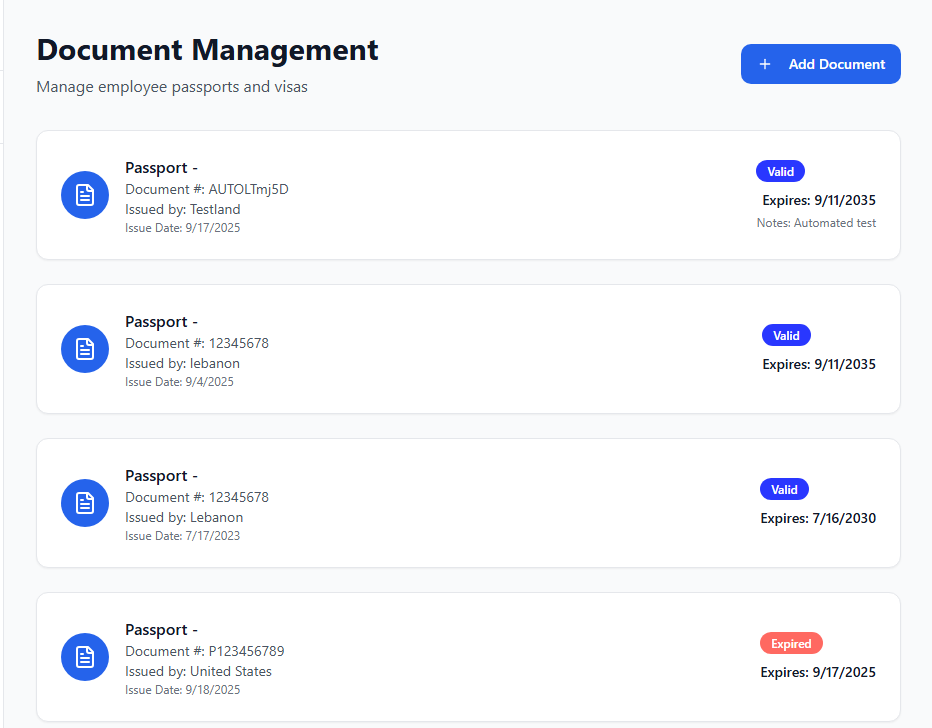 Document Management
Manage employee passports and visas
+ Add Document
Passport -
Document #: AUTOLTmj5D
Issued by: Testland
Issue Date: 9/17/2025
Valid
Expires: 9/11/2035
Notes: Automated test
Passport -
Document #: 12345678
Issued by: lebanon
Issue Date: 9/4/2025
Valid
Expires: 9/11/2035
Passport -
Document #: 12345678
Issued by: Lebanon
Issue Date: 7/17/2023
Valid
Expires: 7/16/2030
Passport -
Document #: P123456789
Issued by: United States
Issue Date: 9/18/2025
Expired
Expires: 9/17/2025